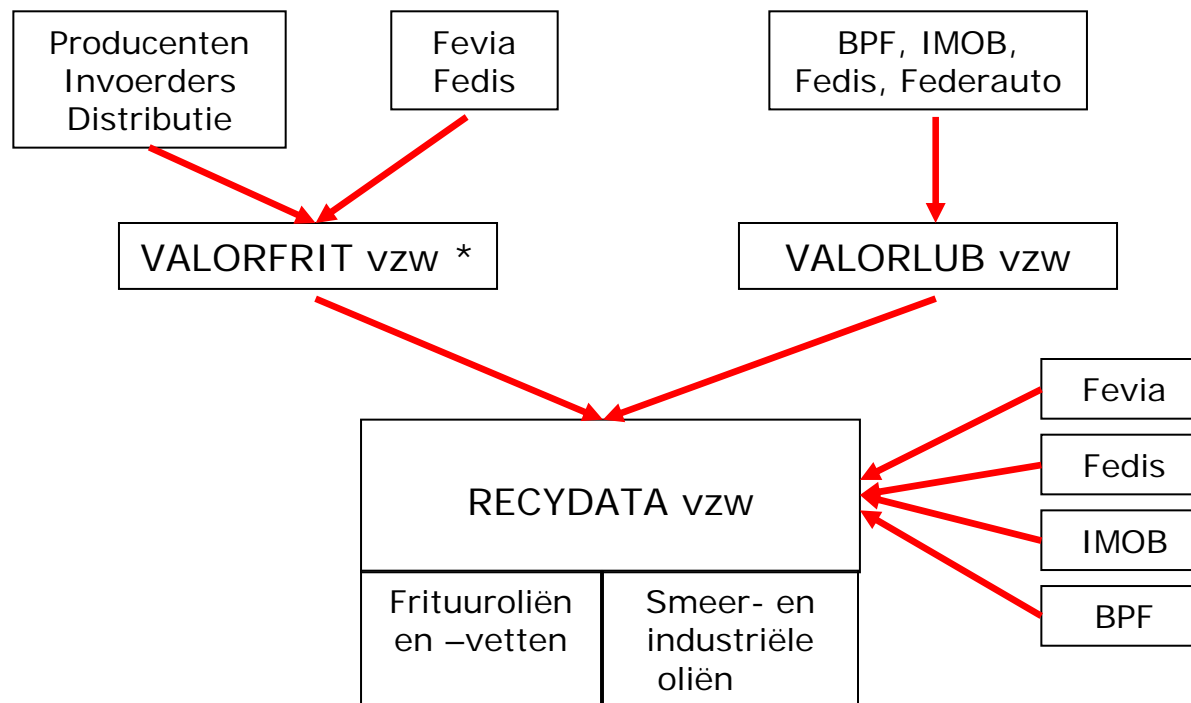 Producenten
Invoerders
Distributie
Fevia
Fedis
BPF, IMOB,
Fedis, Federauto
VALORFRIT vzw *
VALORLUB vzw
Fevia
Fedis
IMOB
BPF
RECYDATA vzw
Frituuroliën
en –vetten
Smeer- en
industriële
oliën